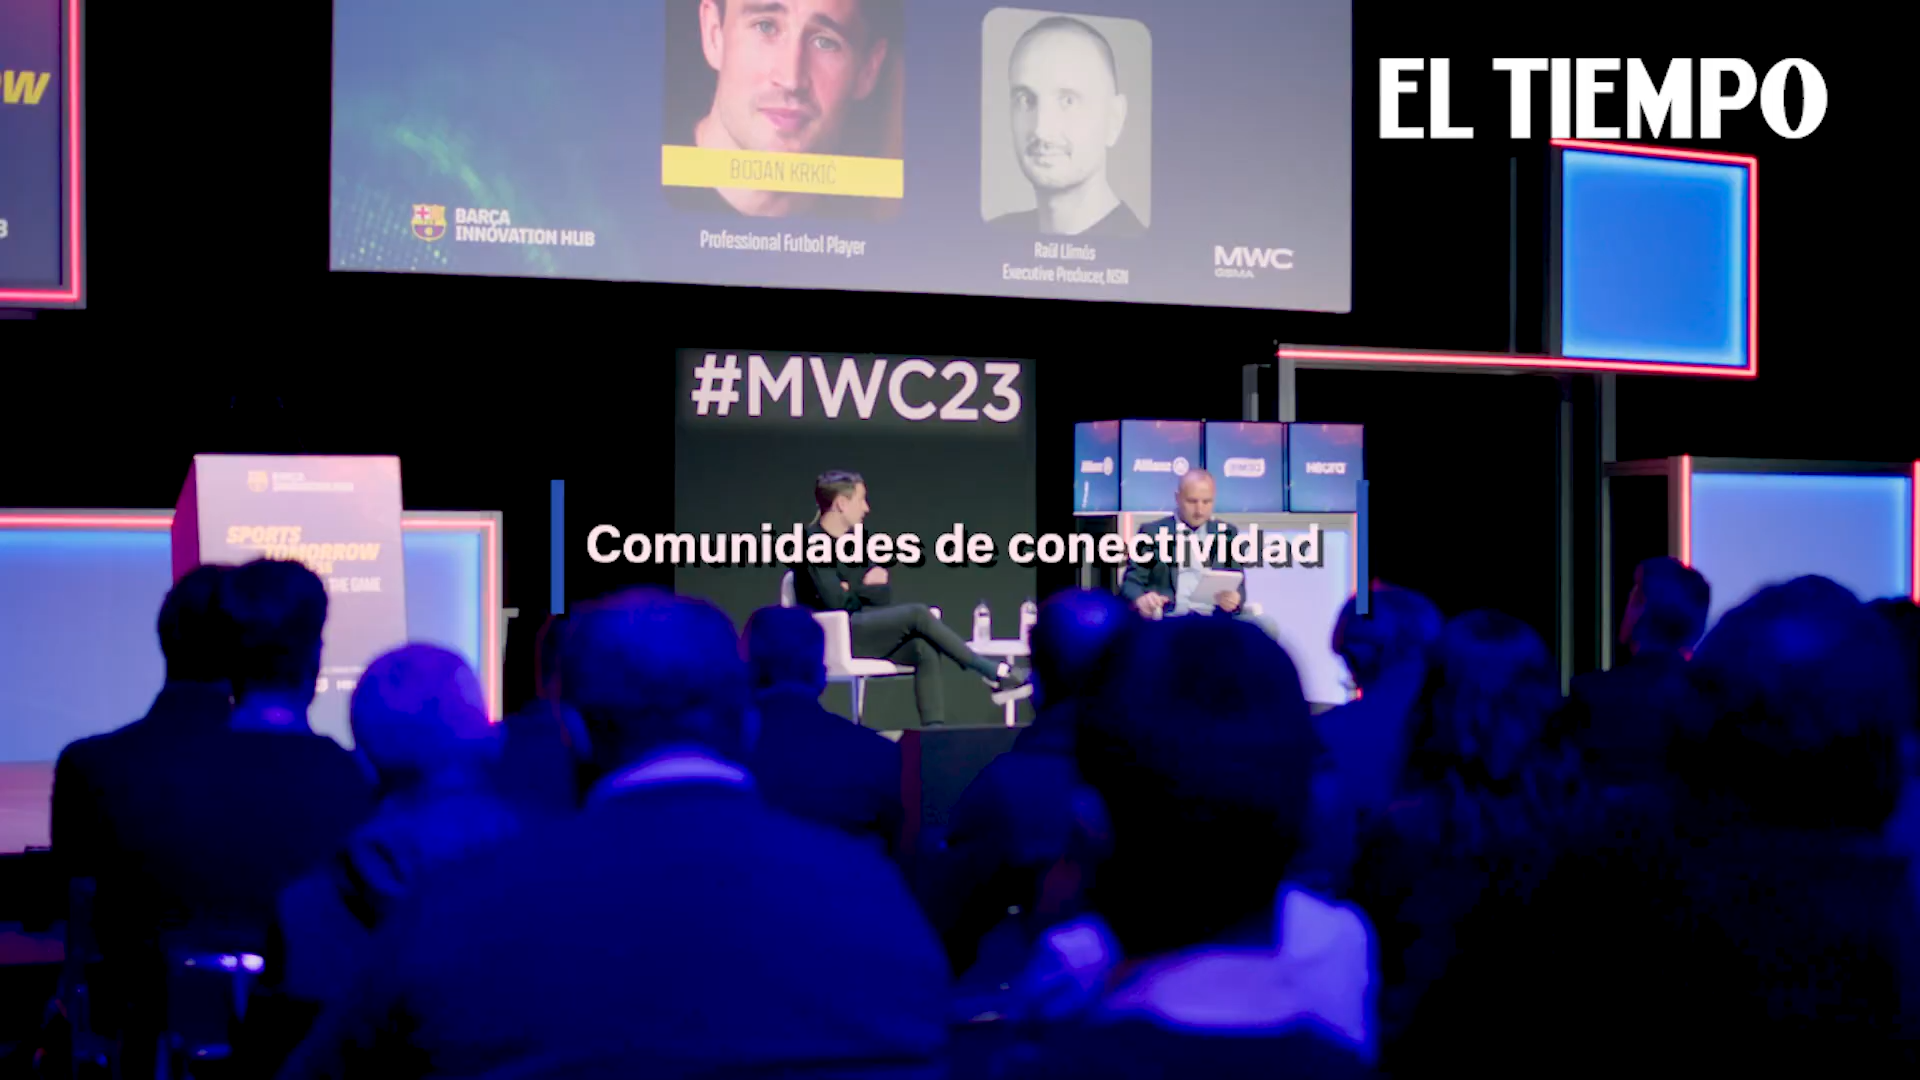 EL TIEMPO
BOJAN KRKIĆ
Professional Futbol Player
Raül Llimós
Executive Producer, NSN
BARÇA
INNOVATION HUB
MWC
GSMA
#MWC23
Allianz
SPORTS
TOMORROW
THE GAME
Comunidades de conectividad